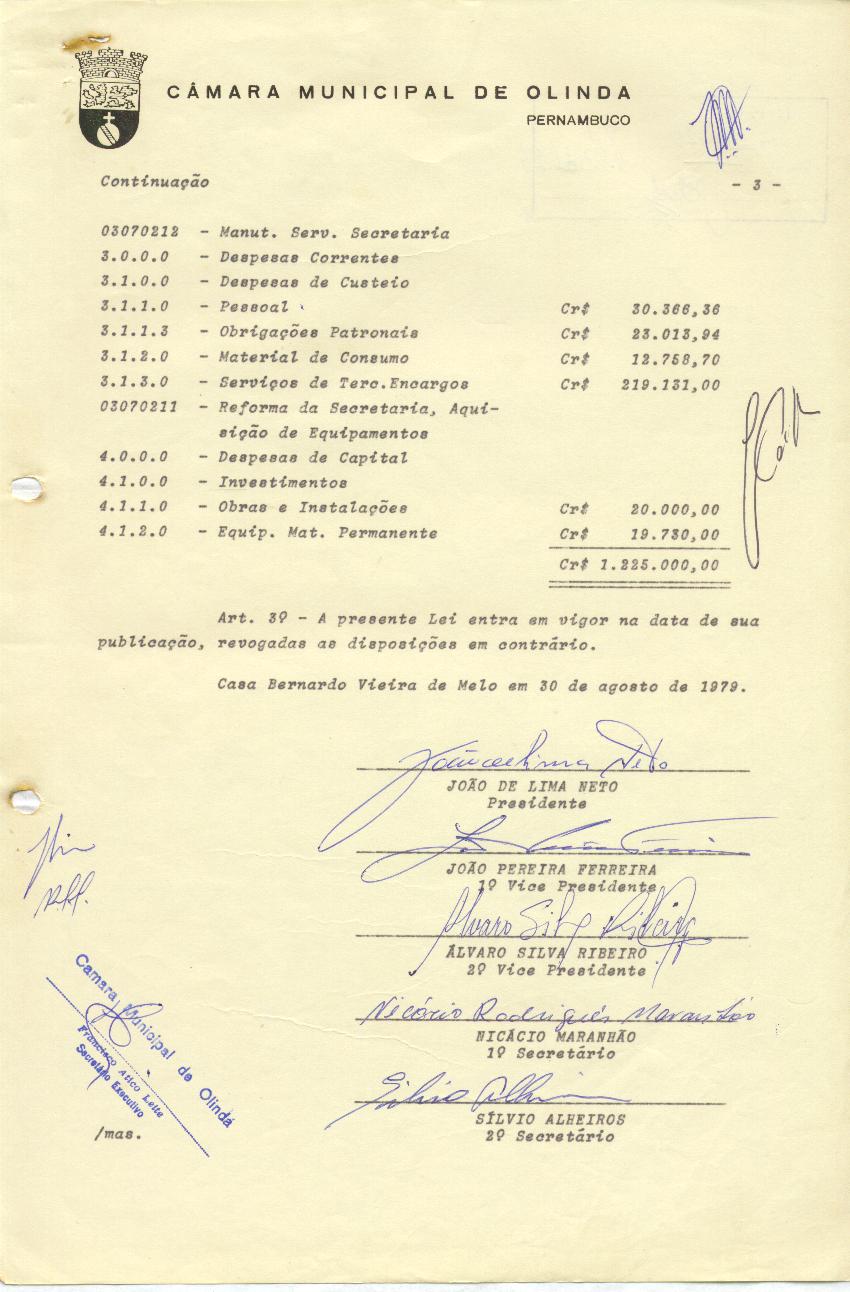 CÂMARA MUNICIPAL DE OLINDA
PERNAMBUCO
Continuação - 3 -
03070212 - Manut. Serv. Secretaria
3.0.0.0 - Despesas Correntes
3.1.0.0 - Despesas de Custeio
3.1.1.0 - Pessoal Cr$ 30.366,36
3.1.1.3 - Obrigações Patronais Cr$ 23.013,94
3.1.2.0 - Material de Consumo Cr$ 12.758,70
3.1.3.0 - Serviços de Terc.Encargos Cr$ 219.131,00
03070211 - Reforma da Secretaria, Aqui-
sição de Equipamentos
4.0.0.0 - Despesas de Capital
4.1.0.0 - Investimentos
4.1.1.0 - Obras e Instalações Cr$ 20.000,00
4.1.2.0 - Equip. Mat. Permanente Cr$ 19.730,00
Cr$ 1.225.000,00
Art. 3º - A presente Lei entra em vigor na data de sua
publicação, revogadas as disposições em contrário.
Casa Bernardo Vieira de Melo em 30 de agosto de 1979.
João de Lima Neto
JOÃO DE LIMA NETO
Presidente
JOÃO PEREIRA FERREIRA
1º Vice Presidente
Alvaro Silva Ribeiro
ÁLVARO SILVA RIBEIRO
2º Vice Presidente
Nicácio Rodrigues Maranhão
NICÁCIO MARANHÃO
1º Secretário
SÍLVIO ALHEIROS
2º Secretário
Camara Municipal de Olinda
Francisco Atico Leite
Secretário Executivo
/mas.